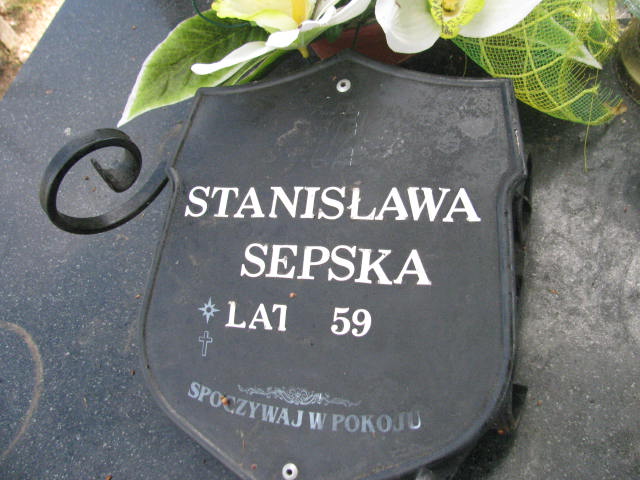 STANISŁAWA
SEPSKA
LAT 59
SPOCZYWAJ W POKOJU